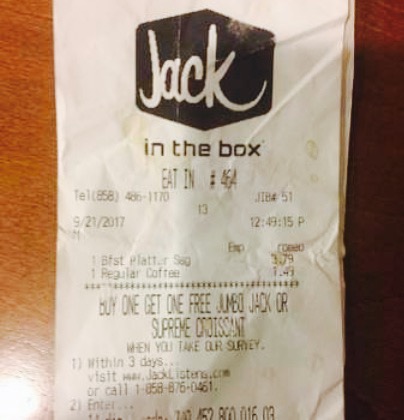 Jack
in the box
EAT IN # 464
Tel(858) 486-1170 JIB# 51
13
9/21/2017 12:49:15 P
M
Emp romeo
1 Bfst Platter Sag 3.79
1 Regular Coffee 1.49
BUY ONE GET ONE FREE JUMBO JACK OR
SUPREME CROISSANT
WHEN YOU TAKE OUR SURVEY.
1) Within 3 days...
visit www.JackListens.com
or call 1-858-876-0461.
2) Enter...